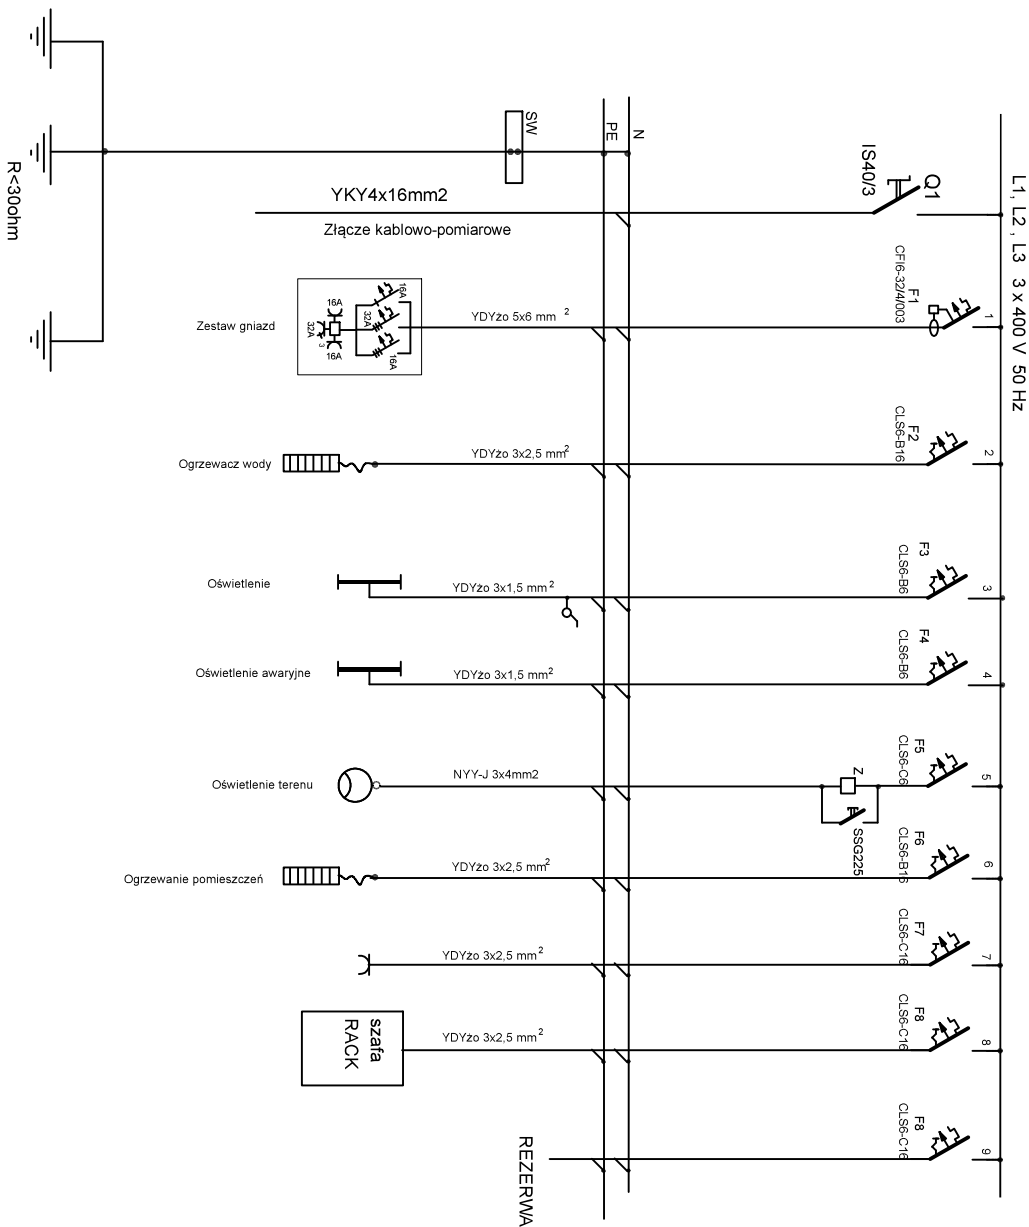 L1, L2 , L3 3 x 400 V 50 Hz
R<30ohm
SW
PE
N
Q1
IS40/3
YKY4x16mm2
Złącze kablowo-pomiarowe
1
F1
CFI6-32/4/003
YDYżo 5x6 mm 2
16A
32A
16A
16A
32A
3
16A
Zestaw gniazd
2
F2
CLS6-B16
YDYżo 3x2,5 mm2
Ogrzewacz wody
3
F3
CLS6-B6
YDYżo 3x1,5 mm 2
Oświetlenie
4
F4
CLS6-B6
YDYżo 3x1,5 mm2
Oświetlenie awaryjne
5
F5
CLS6-C6
Z
SSG225
NYY-J 3x4mm2
Oświetlenie terenu
6
F6
CLS6-B16
YDYżo 3x2,5 mm2
Ogrzewanie pomieszczeń
7
F7
CLS6-C16
YDYżo 3x2,5 mm 2
8
F8
CLS6-C16
YDYżo 3x2,5 mm 2
szafa
RACK
9
F8
CLS6-C16
REZERWA